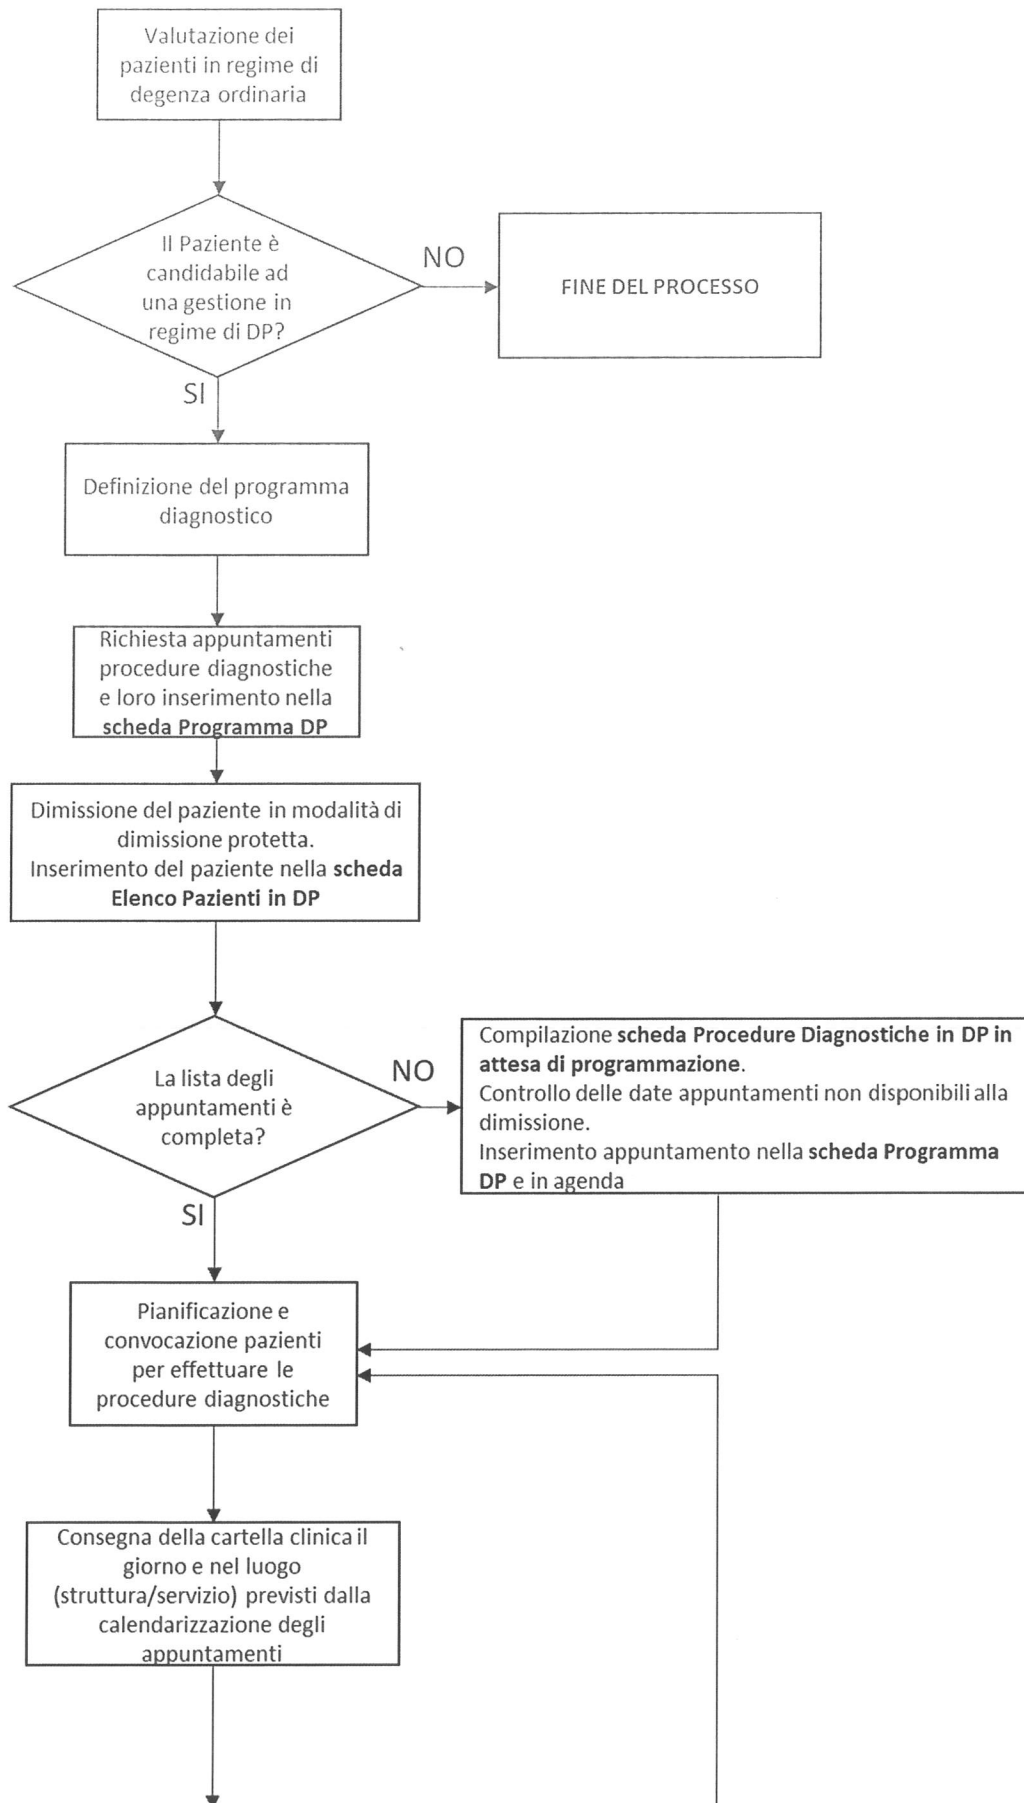 Valutazione dei
pazienti in regime di
degenza ordinaria
Il Paziente è
candidabile ad
una gestione in
regime di DP?
NO
FINE DEL PROCESSO
SI
Definizione del programma
diagnostico
Richiesta appuntamenti
procedure diagnostiche
e loro inserimento nella
scheda Programma DP
Dimissione del paziente in modalità di
dimissione protetta.
Inserimento del paziente nella scheda
Elenco Pazienti in DP
La lista degli
appuntamenti è
completa?
NO
Compilazione scheda Procedure Diagnostiche in DP in
attesa di programmazione.
Controllo delle date appuntamenti non disponibili alla
dimissione.
Inserimento appuntamento nella scheda Programma
DP e in agenda
SI
Pianificazione e
convocazione pazienti
per effettuare le
procedure diagnostiche
Consegna della cartella clinica il
giorno e nel luogo
(struttura/servizio) previsti dalla
calendarizzazione degli
appuntamenti